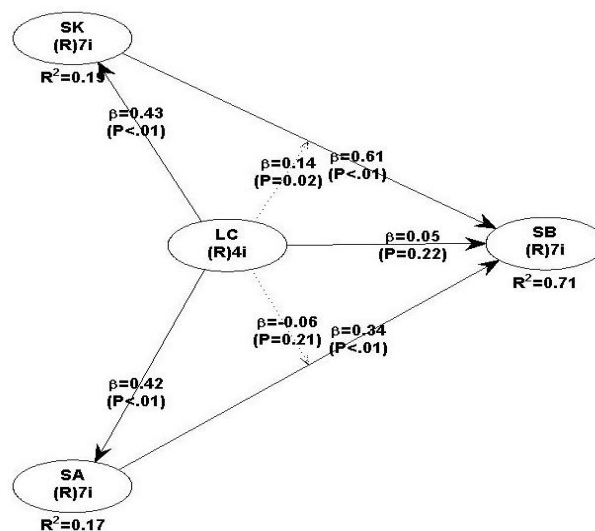 SK
(R)7i
R²=0.19
β=0.43
(P<.01)
β=0.14
(P=0.02)
β=0.61
(P<.01)
LC
(R)4i
β=0.05
(P=0.22)
SB
(R)7i
R²=0.71
β=-0.06
(P=0.21)
β=0.34
(P<.01)
β=0.42
(P<.01)
SA
(R)7i
R²=0.17